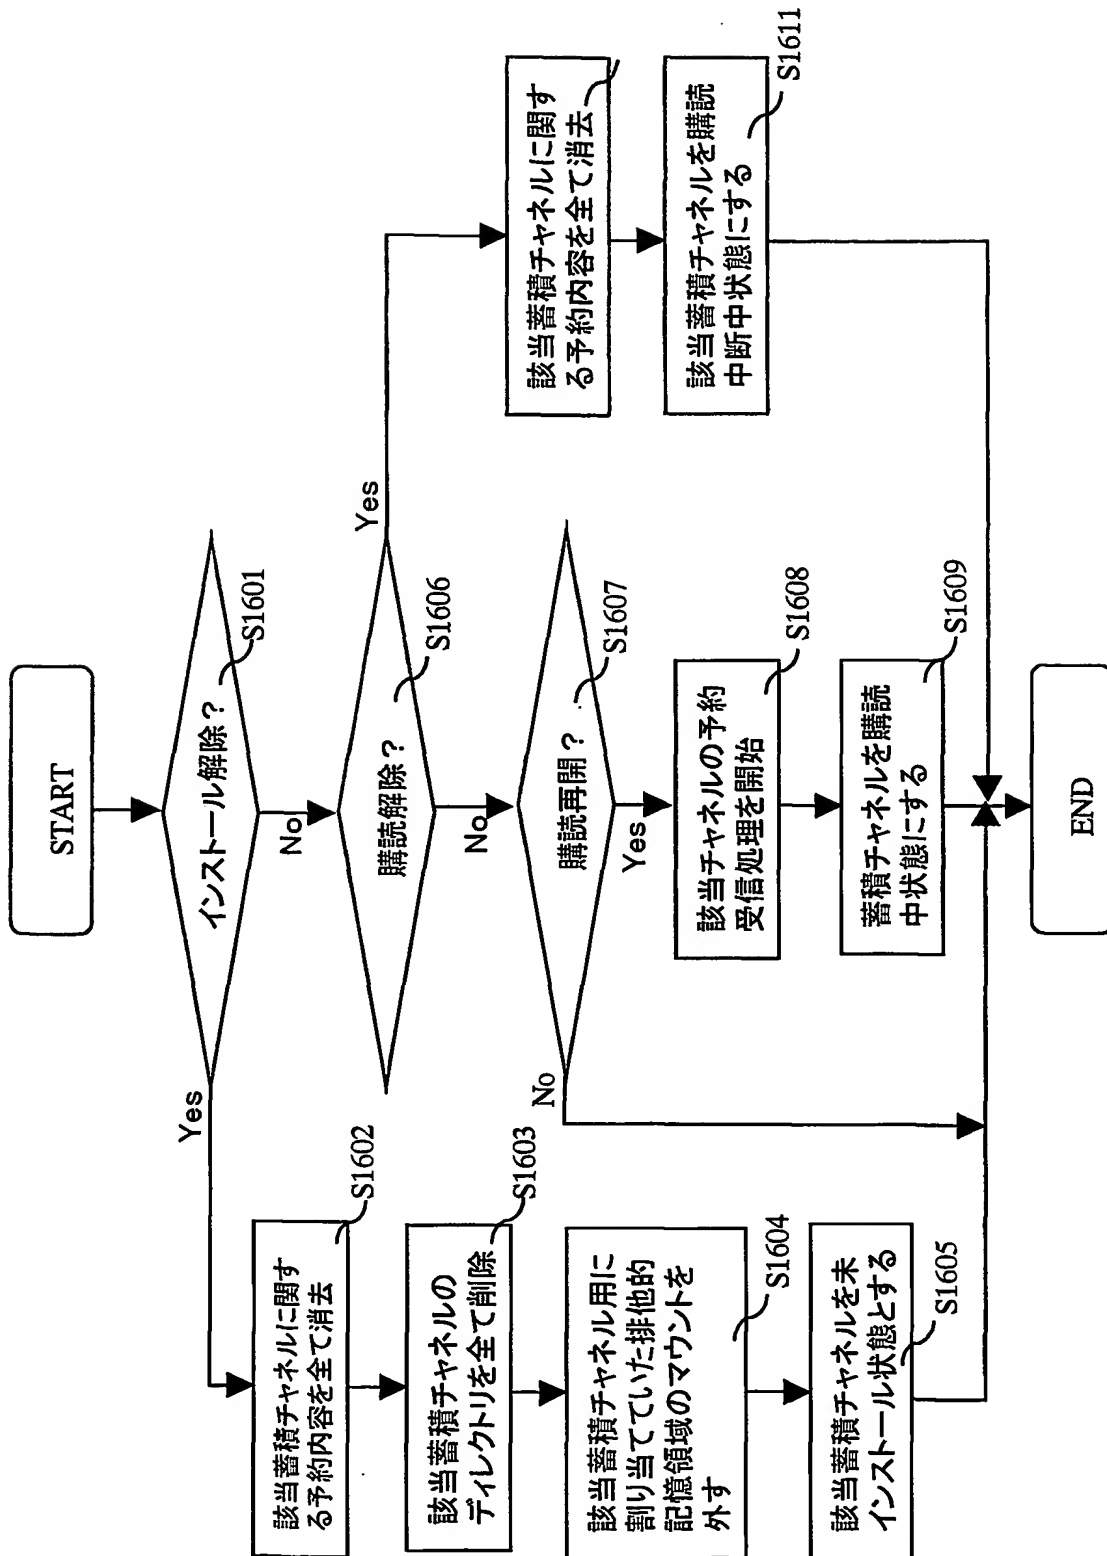 START
インストール解除？
S1601
Yes
No
該当蓄積チャネルに関す
る予約内容を全て消去
S1602
該当蓄積チャネルの
ディレクトリを全て削除
S1603
該当蓄積チャネル用に
割り当てていた排他的
記憶領域のマウントを
外す
S1604
該当蓄積チャネルを未
インストール状態とする
S1605
購読解除？
S1606
Yes
No
購読再開？
S1607
No
Yes
該当チャネルの予約
受信処理を開始
S1608
蓄積チャネルを購読
中状態にする
S1609
該当蓄積チャネルに関す
る予約内容を全て消去
該当蓄積チャネルを購読
中断中状態にする
S1611
END